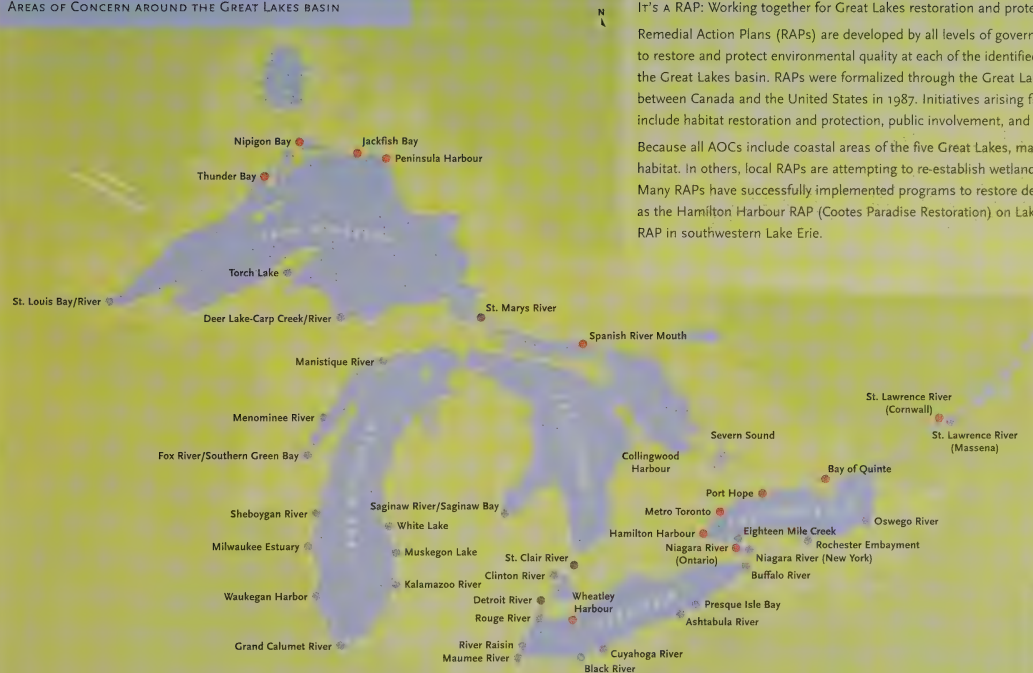 AREAS OF CONCERN AROUND THE GREAT LAKES BASIN
N
IT'S A RAP: Working together for Great Lakes restoration and
Remedial Action Plans (RAPs) are developed by all levels of
to restore and protect environmental quality at each of the
the Great Lakes basin. RAPs were formalized through the Great
between Canada and the United States in 1987. Initiatives arising
include habitat restoration and protection, public involvement, and
Because all AOCs include coastal areas of the five Great Lakes,
habitat. In others, local RAPs are attempting to re-establish
Many RAPs have successfully implemented programs to restore
as the Hamilton Harbour RAP (Cootes Paradise Restoration) on
RAP in southwestern Lake Erie.
Nipigon Bay
Jackfish Bay
Peninsula Harbour
Thunder Bay
Torch Lake
St. Louis Bay/River
Deer Lake-Carp Creek/River
St. Marys River
Spanish River Mouth
Manistique River
Menominee River
Fox River/Southern Green Bay
St. Lawrence River
(Cornwall)
St. Lawrence River
(Massena)
Severn Sound
Collingwood
Harbour
Bay of Quinte
Port Hope
Metro Toronto
Hamilton Harbour
Eighteen Mile Creek
Oswego River
Rochester Embayment
Niagara River
(Ontario)
Niagara River (New York)
Buffalo River
Saginaw River/Saginaw Bay
Sheboygan River
White Lake
Milwaukee Estuary
Muskegon Lake
St. Clair River
Clinton River
Kalamazoo River
Waukegan Harbor
Detroit River
Wheatley
Harbour
Presque Isle Bay
Rouge River
Ashtabula River
Grand Calumet River
River Raisin
Maumee River
Cuyahoga River
Black River